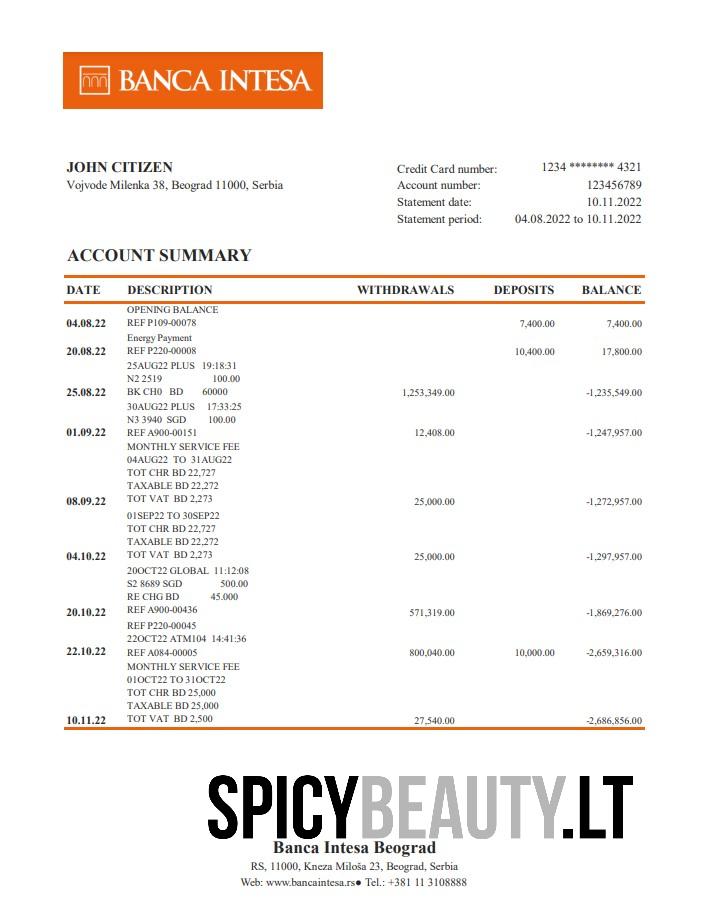 BANCA INTESA
JOHN CITIZEN
Vojvode Milenka 38, Beograd 11000, Serbia
Credit Card number: 1234 ******** 4321
Account number: 123456789
Statement date: 10.11.2022
Statement period: 04.08.2022 to 10.11.2022
ACCOUNT SUMMARY
DATE DESCRIPTION WITHDRAWALS DEPOSITS BALANCE
OPENING BALANCE
04.08.22 REF P109-00078 7,400.00 7,400.00
Energy Payment
20.08.22 REF P220-00008 10,400.00 17,800.00
25AUG22 PLUS 19:18:31
N2 2519 100.00
25.08.22 BK CH0 BD 60000 1,253,349.00 -1,235,549.00
30AUG22 PLUS 17:33:25
N3 3940 SGD 100.00
01.09.22 REF A900-00151 12,408.00 -1,247,957.00
MONTHLY SERVICE FEE
04AUG22 TO 31AUG22
TOT CHR BD 22,727
TAXABLE BD 22,272
08.09.22 TOT VAT BD 2,273 25,000.00 -1,272,957.00
01SEP22 TO 30SEP22
TOT CHR BD 22,727
TAXABLE BD 22,272
04.10.22 TOT VAT BD 2,273 25,000.00 -1,297,957.00
20OCT22 GLOBAL 11:12:08
S2 8689 SGD 500.00
RE CHG BD 45.000
20.10.22 REF A900-00436 571,319.00 -1,869,276.00
REF P220-00045
22OCT22 ATM104 14:41:36
22.10.22 REF A084-00005 800,040.00 10,000.00 -2,659,316.00
MONTHLY SERVICE FEE
01OCT22 TO 31OCT22
TOT CHR BD 25,000
TAXABLE BD 25,000
10.11.22 TOT VAT BD 2,500 27,540.00 -2,686,856.00
SPICYBEAUTY.LT
Banca Intesa Beograd
RS, 11000, Kneza Miloša 23, Beograd, Serbia
Web: www.bancaintesa.rs● Tel.: +381 11 3108888